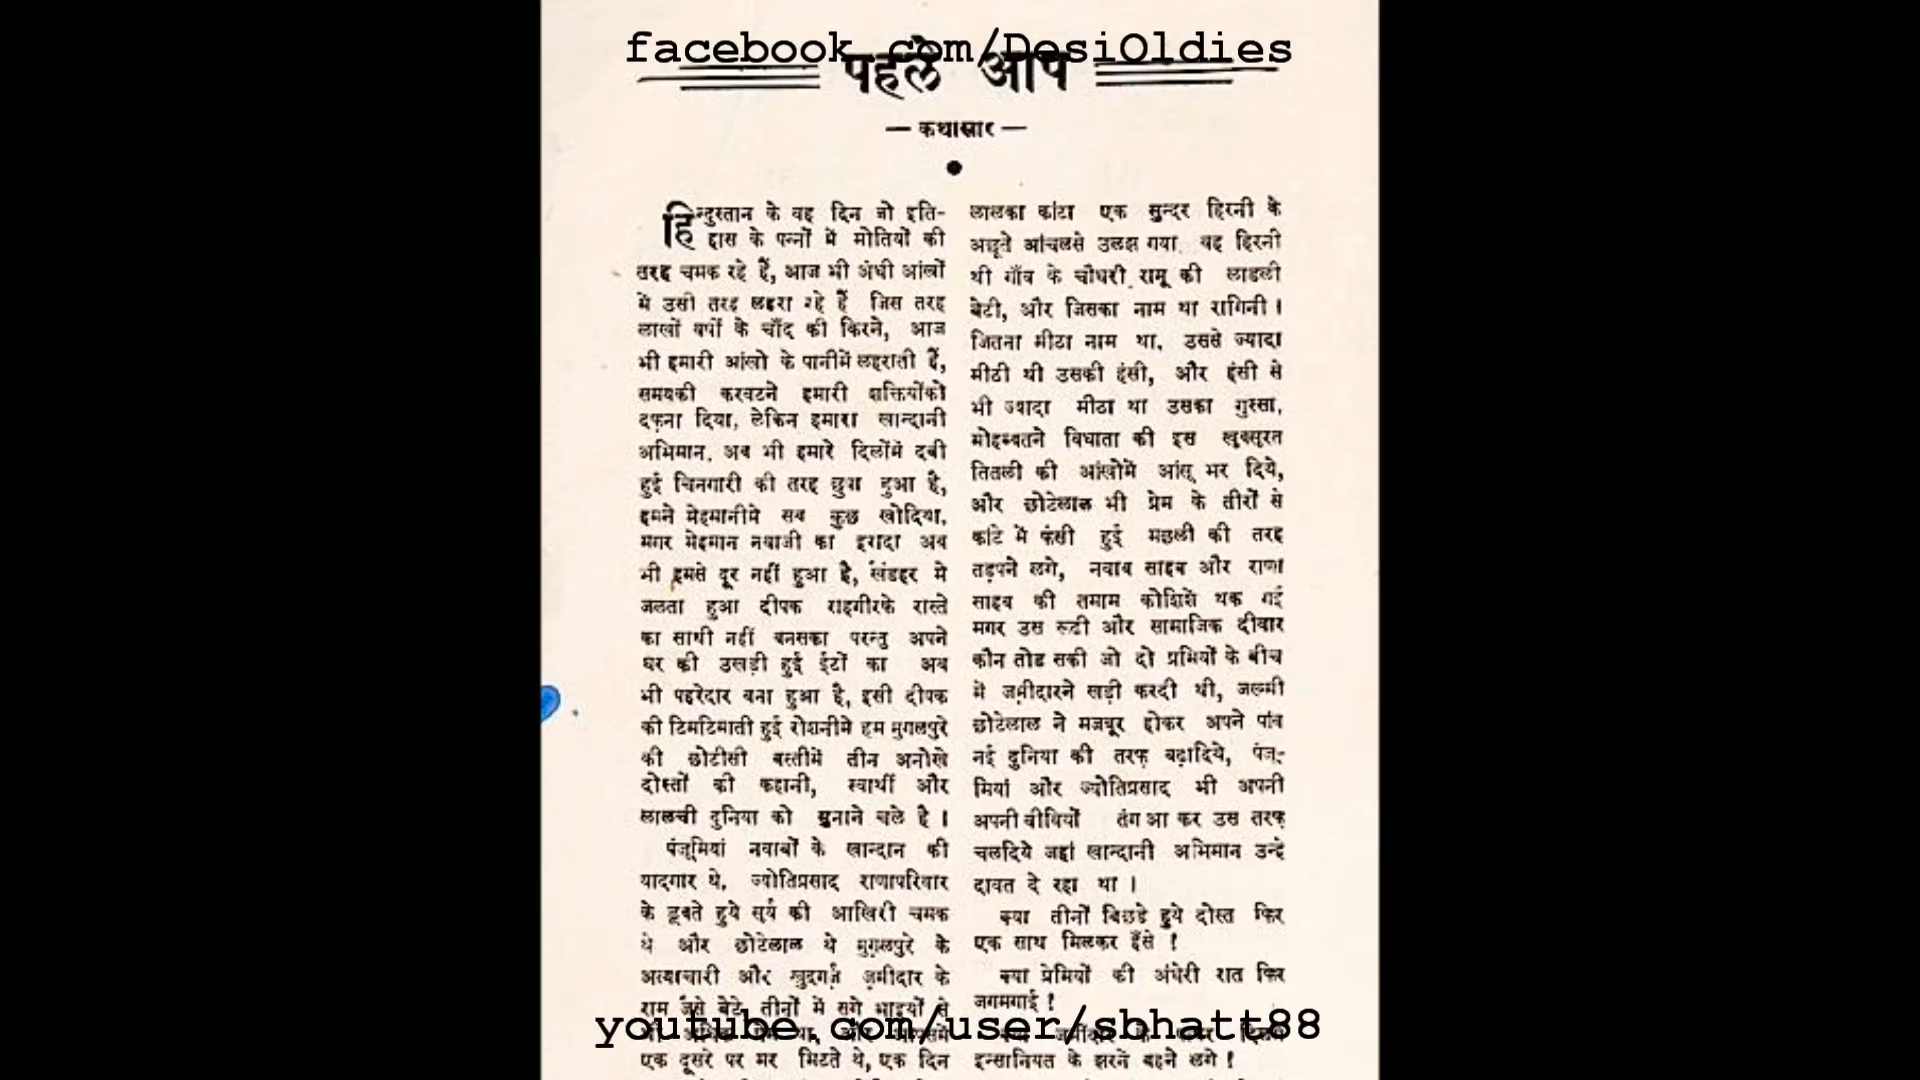 facebook.com/DesiOldies
पहले आप
— कथासार —
हिन्दुस्तान के वह दिन जो इति-
हास के पन्नों में मोतियों की
तरह चमक रहे हैं, आज भी अंधी आंखों
में उसी तरह लहरा रहे हैं जिस तरह
लाखों वर्षो के चाँद की किरने, आज
भी हमारी आंखो के पानीमें लहराती हैं,
समयकी करवटने हमारी शक्तियोंको
दफ़ना दिया, लेकिन हमारा खान्दानी
अभिमान, अब भी हमारे दिलोंमें दबी
हुई चिनगारी की तरह छुपा हुआ है,
हमने मेहमानीमे सब कुछ खोदिया,
मगर मेहमान नवाजी का इरादा अब
भी हमसे दूर नहीं हुआ है, खंडहर मे
जलता हुआ दीपक राहगीरके रास्ते
का साथी नहीं बनसका परन्तु अपने
घर की उखड़ी हुई ईटों का अब
भी पहरेदार बना हुआ है, इसी दीपक
की टिमटिमाती हुई रोशनीमे हम मुगलपुरे
की छोटीसी बस्तीमें तीन अनोखे
दोस्तों की कहानी, स्वार्थी और
लालची दुनिया को सुनाने चले है ।
पंजूमियां नवाबों के खान्दान की
यादगार थे, ज्योतिप्रसाद राणापरिवार
के डूबते हुये सूर्य की आखिरी चमक
थे और छोटेलाल थे मुग़लपुरे के
अत्याचारी और खुदगर्ज़ ज़मीदार के
राम जैसे बेटे, तीनों में सगे भाइयों से
एक दूसरे पर मर मिटते थे, एक दिन
लालका कांटा एक सुन्दर हिरनी के
अछूते आंचलसे उलझ गया. वह हिरनी
थी गाँव के चौधरी रामू की लाडली
बेटी, और जिसका नाम था रागिनी ।
जितना मीठा नाम था, उससे ज्यादा
मीठी थी उसकी हंसी, और हंसी से
भी ज्यादा मीठा था उसका गुस्सा,
मोहब्बतने विधाता की इस खूबसूरत
तितली की आंखोमें आंसू भर दिये,
और छोटेलाल भी प्रेम के तीरों से
कांटे में फंसी हुई मछली की तरह
तड़पने लगे, नवाब साहब और राणा
साहब की तमाम कोशिशें थक गई
मगर उस रूढी और सामाजिक दीवार
कौन तोड सकी जो दो प्रमियों के बीच
में ज़मीदारने खड़ी करदी थी, जख्मी
छोटेलाल ने मजबूर होकर अपने पांव
नई दुनिया की तरफ़ बढ़ादिये, पंजू-
मियां और ज्योतिप्रसाद भी अपनी
अपनी बीवियों तंग आ कर उस तरफ़
चलदिये जहां खान्दानी अभिमान उन्हे
दावत दे रहा था ।
क्या तीनों बिछडे हुये दोस्त फिर
एक साथ मिलकर हँसे !
क्या प्रेमियों की अंधेरी रात फिर
जगमगाई !
youtube.com/user/sbhatt88
इन्सानियत के झरने बहने लगे !